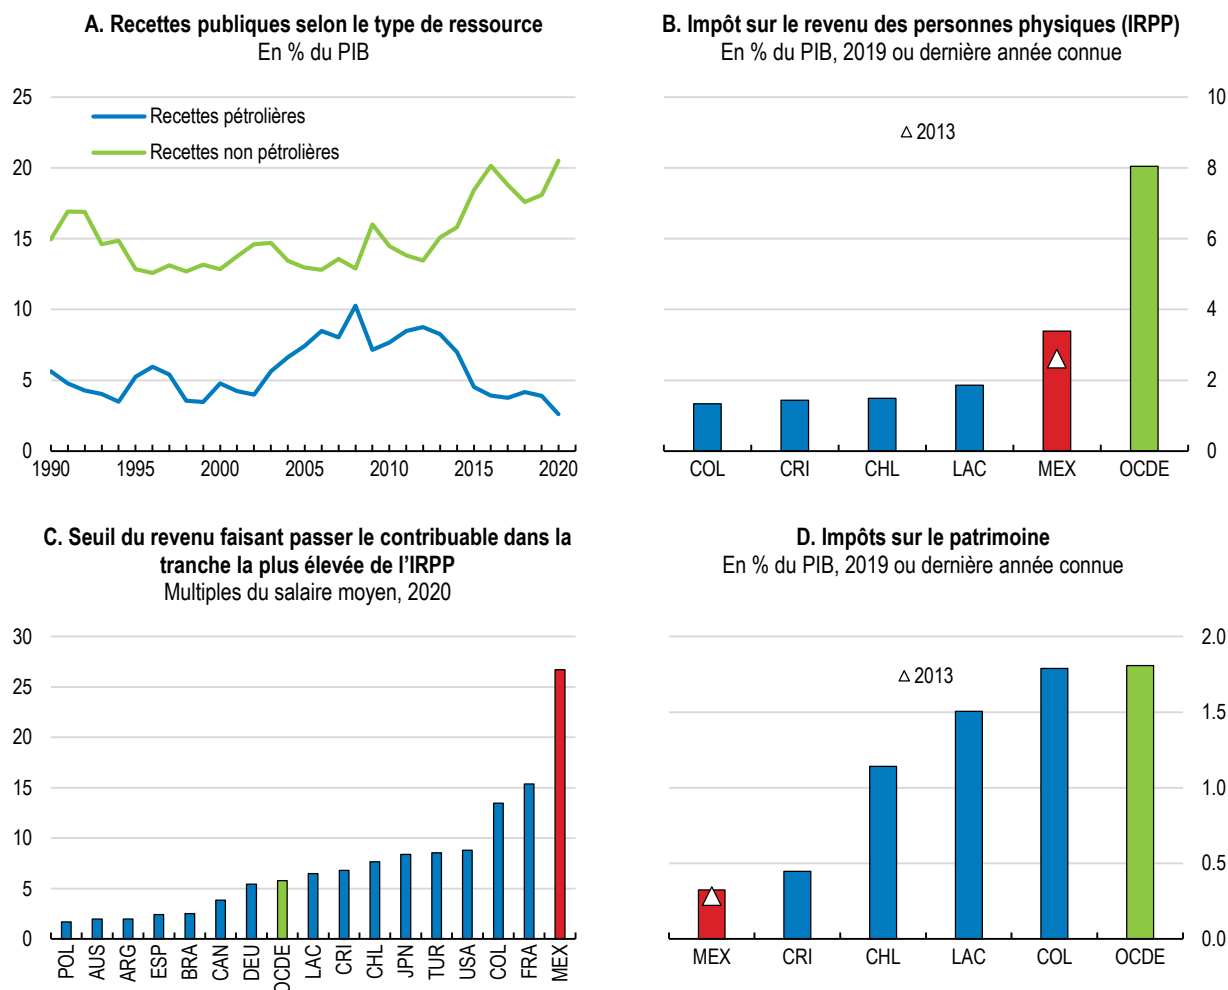 A. Recettes publiques selon le type de ressource
En % du PIB
25
20
15
10
5
0
Recettes pétrolières
Recettes non pétrolières
1990 1995 2000 2005 2010 2015 2020
B. Impôt sur le revenu des personnes physiques (IRPP)
En % du PIB, 2019 ou dernière année connue
2013
10
8
6
4
2
0
COL CRI CHL LAC MEX OCDE
C. Seuil du revenu faisant passer le contribuable dans la
tranche la plus élevée de l'IRPP
Multiples du salaire moyen, 2020
30
25
20
15
10
5
0
POL AUS ARG ESP BRA CAN DEU OCDE LAC CRI CHL JPN TUR USA COL FRA MEX
D. Impôts sur le patrimoine
En % du PIB, 2019 ou dernière année connue
2013
2.0
1.5
1.0
0.5
0.0
MEX CRI CHL LAC COL OCDE